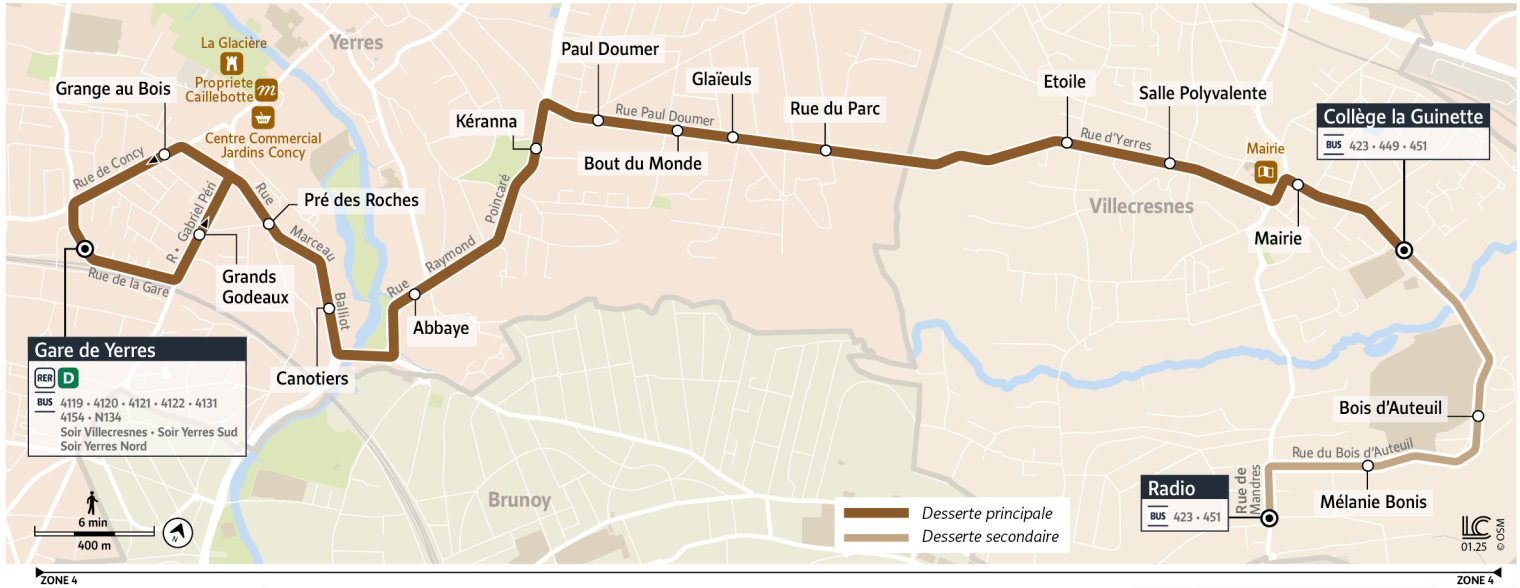 La Glacière
Yerres
Grange au Bois
Propriete
Caillebotte
m
Centre Commercial
Jardins Concy
Paul Doumer
Glaïeuls
Rue du Parc
Etoile
Salle Polyvalente
Collège la Guinette
BUS 423 • 449 • 451
Kéranna
Rue Paul Doumer
Bout du Monde
Rue d'Yerres
Mairie
Villecresnes
Mairie
Rue de Concy
R • Gabriel Péri
Rue
Marceau
Pré des Roches
Poincaré
Raymond
Rue
Grands
Godeaux
Rue de la Gare
Balliot
Abbaye
Canotiers
Gare de Yerres
RER D
BUS 4119 • 4120 • 4121 • 4122 • 4131
4154 • N134
Soir Villecresnes • Soir Yerres Sud
Soir Yerres Nord
Bois d'Auteuil
Rue du Bois d'Auteuil
Rue de
Mandres
Mélanie Bonis
Radio
BUS 423 • 451
Brunoy
Desserte principale
Desserte secondaire
6 min
400 m
N
LC
01.25
© OSM
ZONE 4
ZONE 4